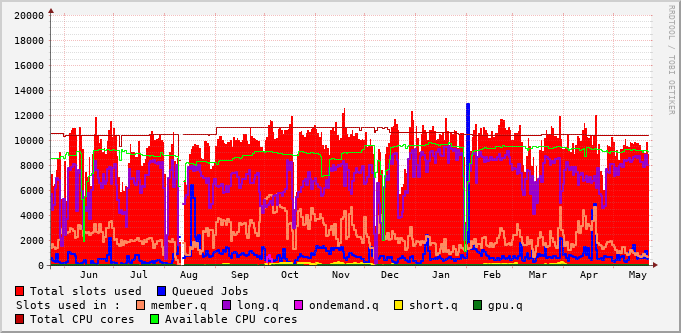 20000
18000
16000
14000
12000
10000
8000
6000
4000
2000
0
Jun Jul Aug Sep Oct Nov Dec Jan Feb Mar Apr May
RRDTOOL / TOBI OETIKER
Total slots used Queued Jobs
Slots used in : member.q long.q ondemand.q short.q gpu.q
Total CPU cores Available CPU cores